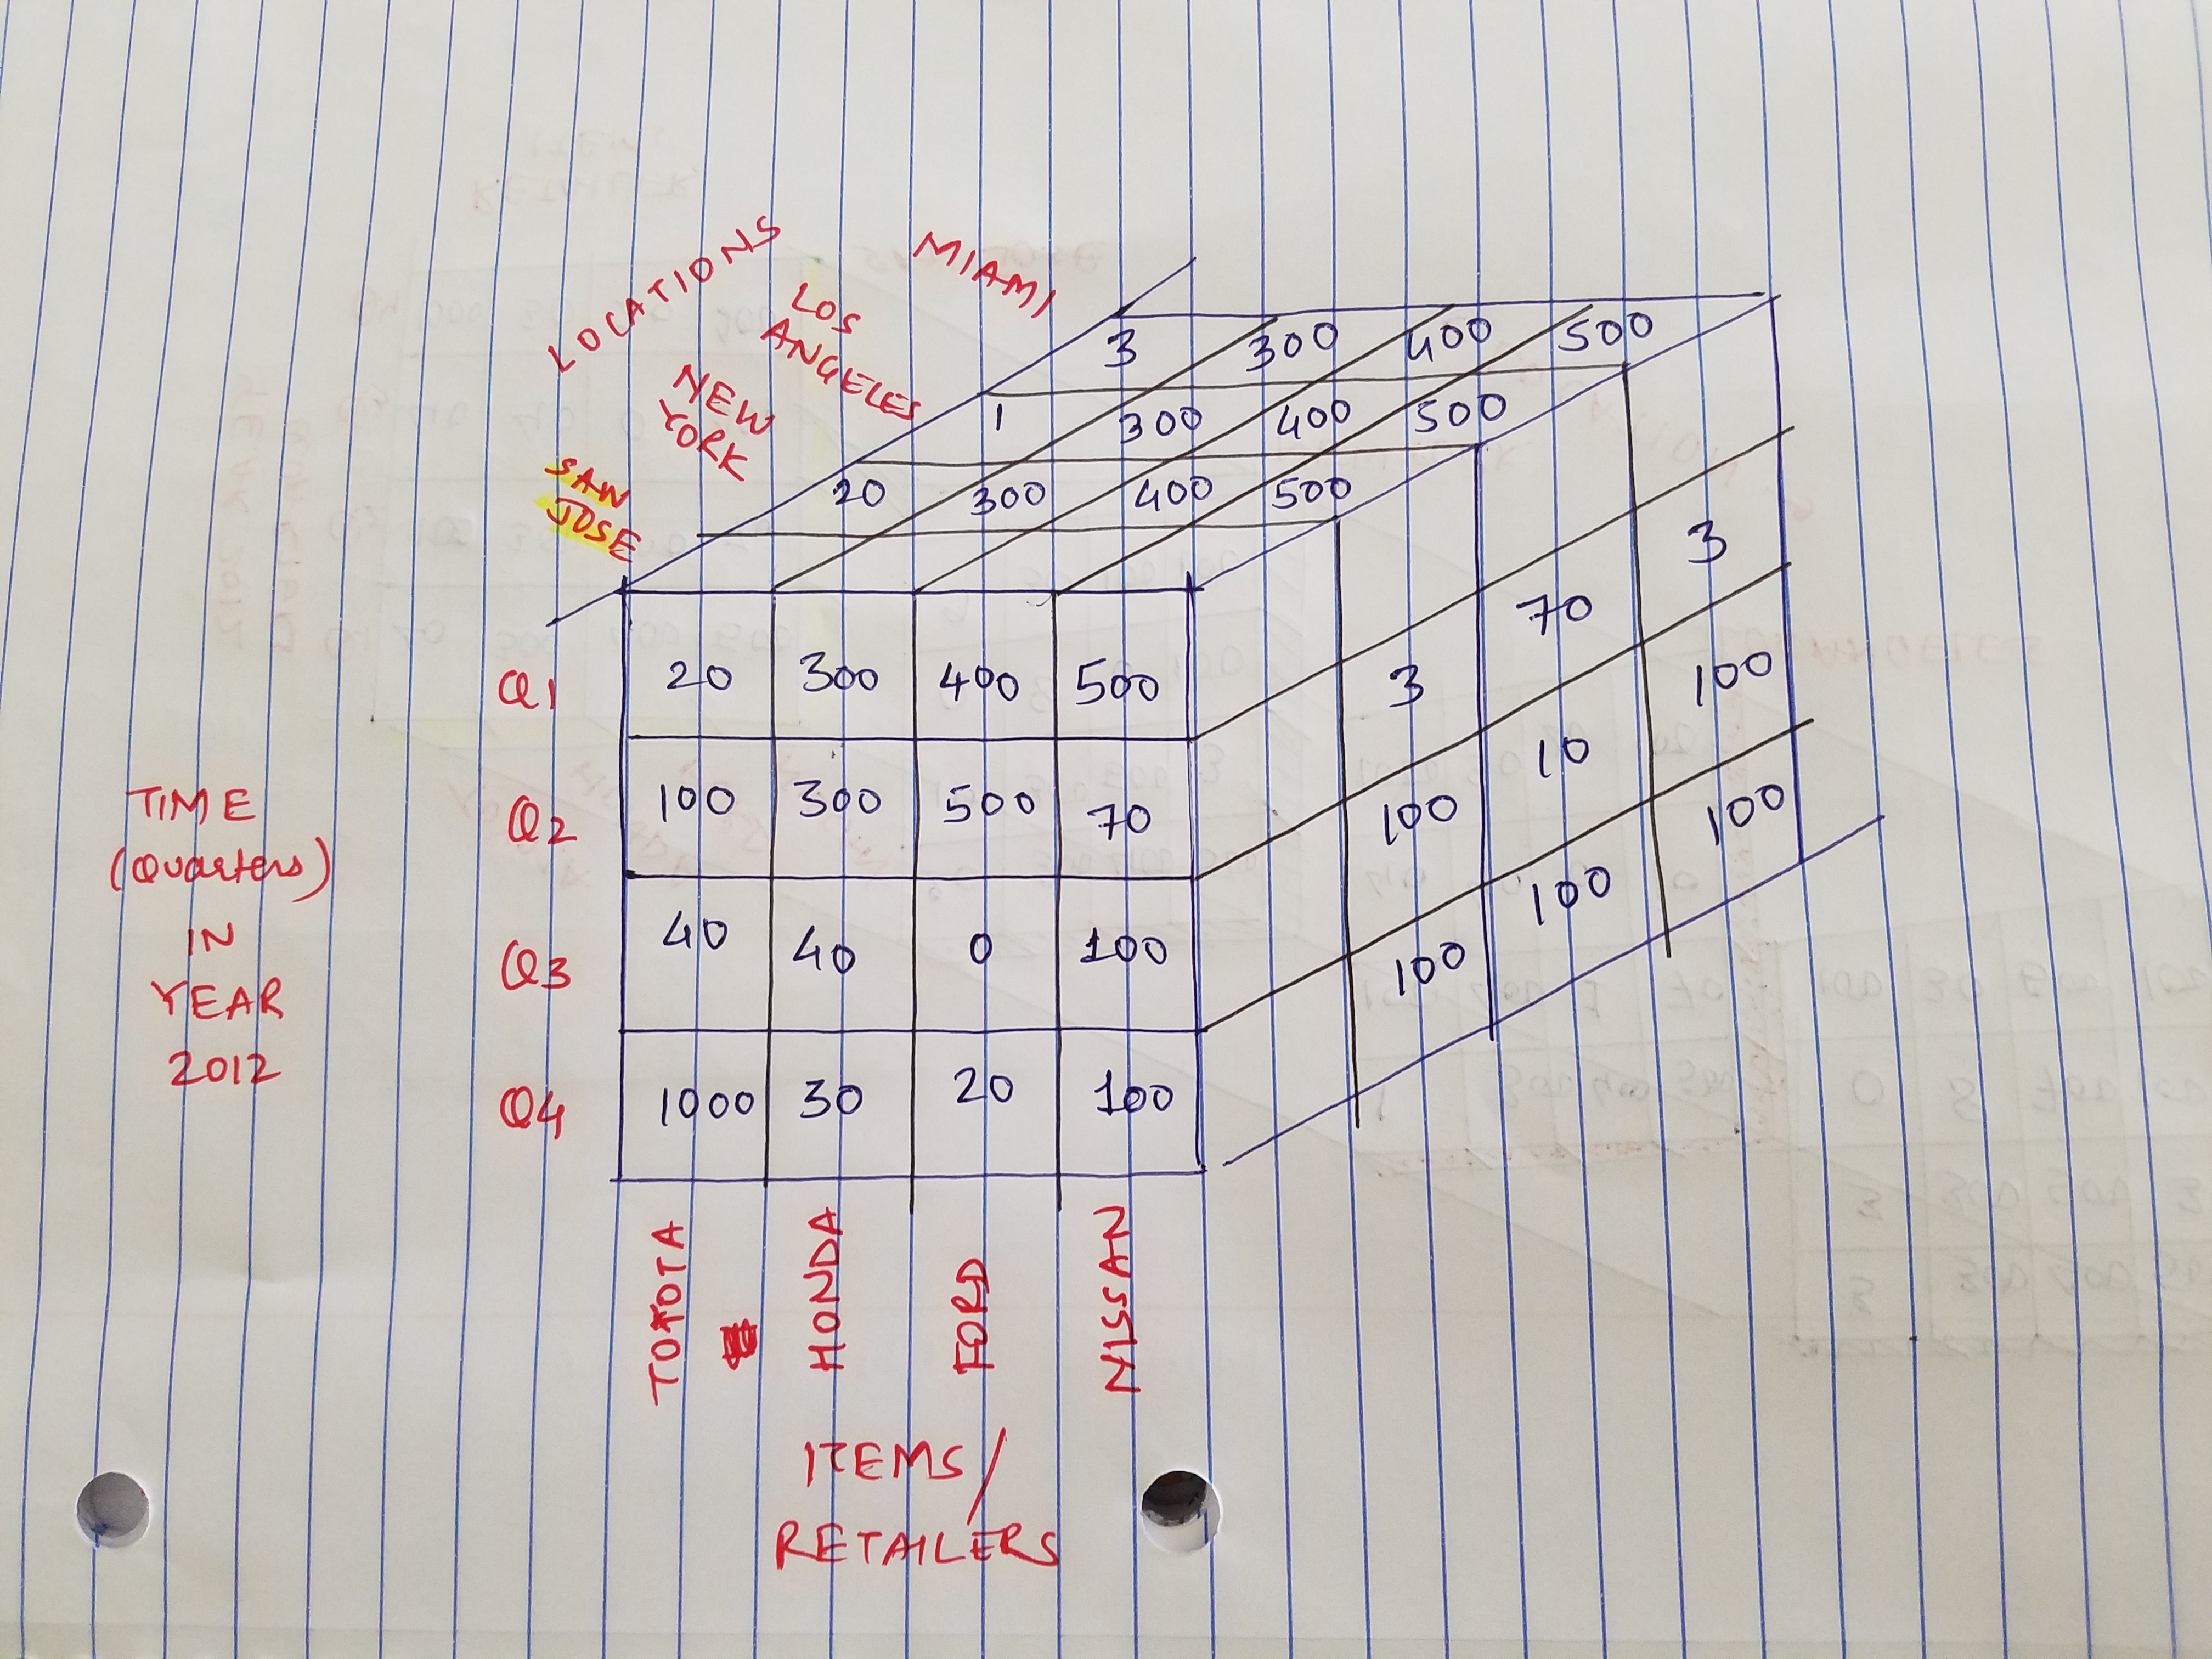 LOCATIONS
MIAMI
LOS
ANGELES
NEW
YORK
SAN
JOSE
3 300 400 500
1 300 400 500
20 300 400 500
Q1 20 300 400 500
Q2 100 300 500 70
Q3 40 40 0 100
Q4 1000 30 20 100
3 70 3
100 10 100
100 100 100
TIME
(Quarters)
IN
YEAR
2012
TOYOTA
HONDA
FORD
NISSAN
ITEMS/
RETAILERS